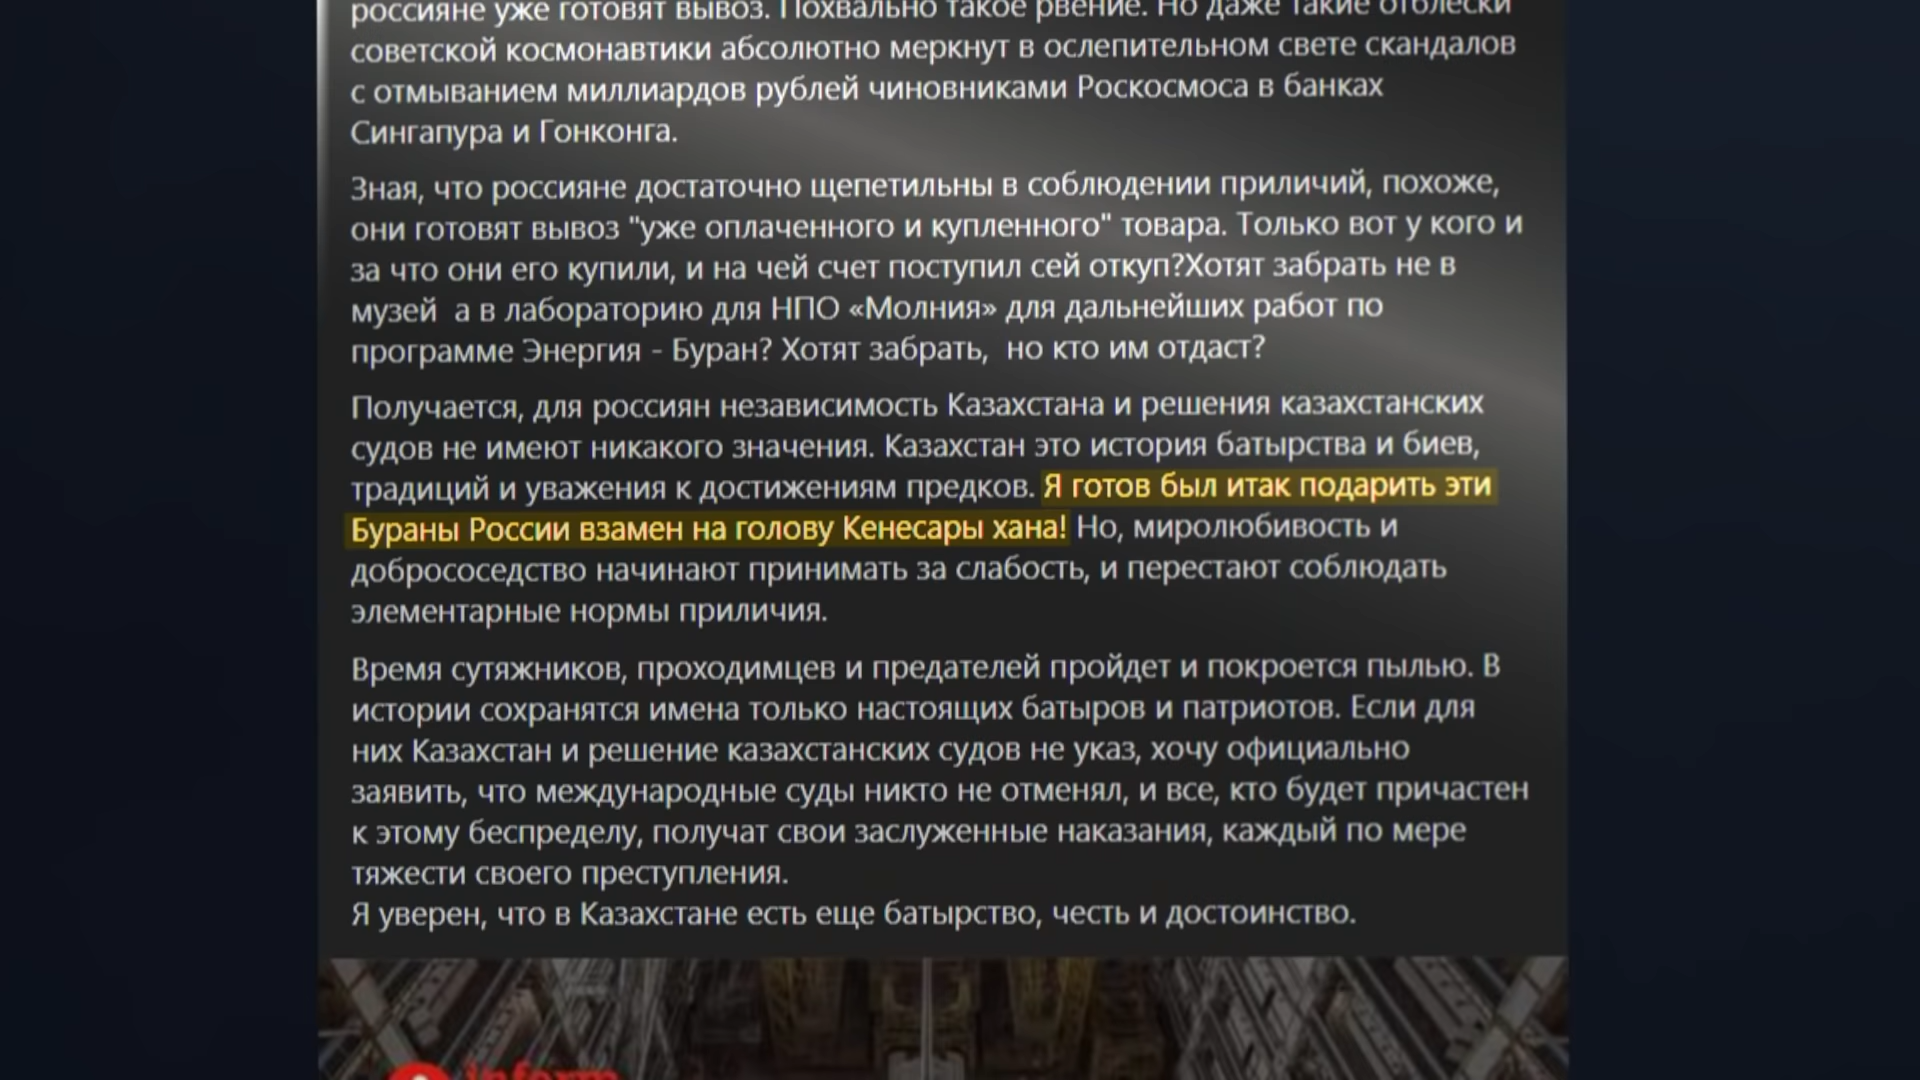 россияне уже готовят вывоз. Похвально такое рвение. Но даже такие отблески
советской космонавтики абсолютно меркнут в ослепительном свете скандалов
с отмыванием миллиардов рублей чиновниками Роскосмоса в банках
Сингапура и Гонконга.
Зная, что россияне достаточно щепетильны в соблюдении приличий, похоже,
они готовят вывоз "уже оплаченного и купленного" товара. Только вот у кого и
за что они его купили, и на чей счет поступил сей откуп?Хотят забрать не в
музей а в лабораторию для НПО «Молния» для дальнейших работ по
программе Энергия - Буран? Хотят забрать, но кто им отдаст?
Получается, для россиян независимость Казахстана и решения казахстанских
судов не имеют никакого значения. Казахстан это история батырства и биев,
традиций и уважения к достижениям предков. Я готов был итак подарить эти
Бураны России взамен на голову Кенесары хана! Но, миролюбивость и
добрососедство начинают принимать за слабость, и перестают соблюдать
элементарные нормы приличия.
Время сутяжников, проходимцев и предателей пройдет и покроется пылью. В
истории сохранятся имена только настоящих батыров и патриотов. Если для
них Казахстан и решение казахстанских судов не указ, хочу официально
заявить, что международные суды никто не отменял, и все, кто будет причастен
к этому беспределу, получат свои заслуженные наказания, каждый по мере
тяжести своего преступления.
Я уверен, что в Казахстане есть еще батырство, честь и достоинство.
inform